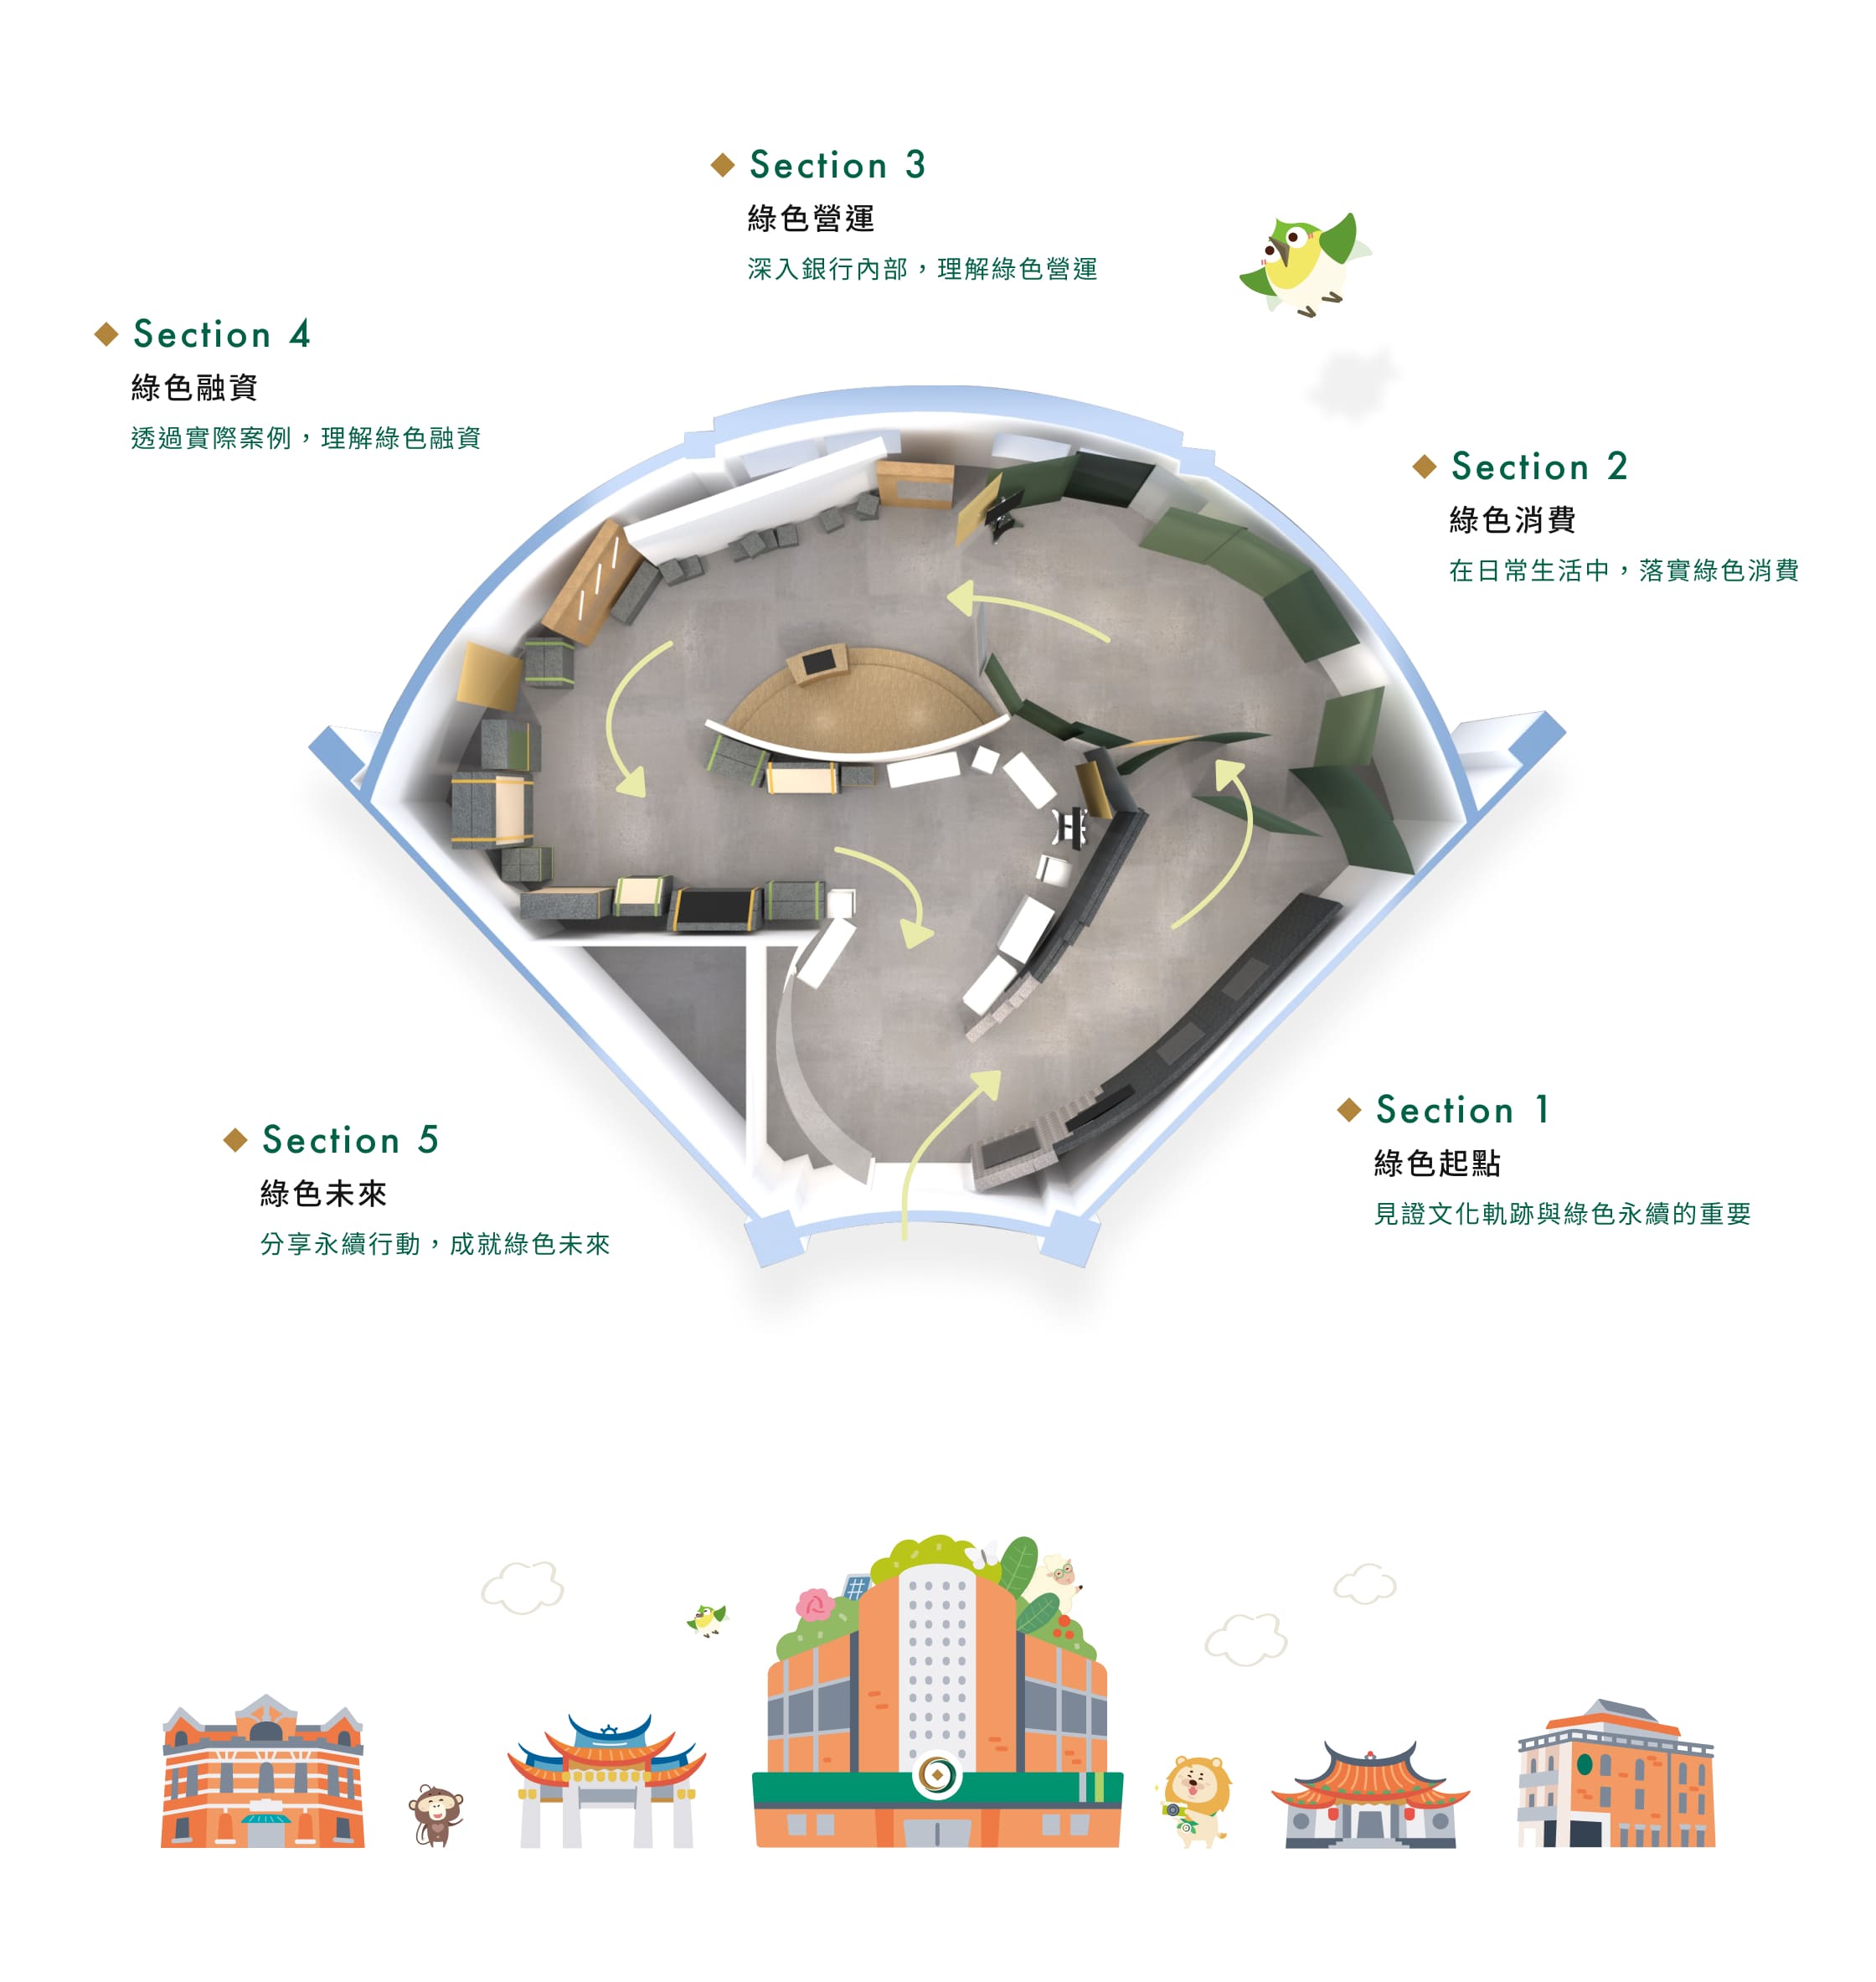 Section 3
綠色營運
深入銀行內部，理解綠色營運
Section 4
綠色融資
透過實際案例，理解綠色融資
Section 2
綠色消費
在日常生活中，落實綠色消費
Section 1
綠色起點
見證文化軌跡與綠色永續的重要
Section 5
綠色未來
分享永續行動，成就綠色未來